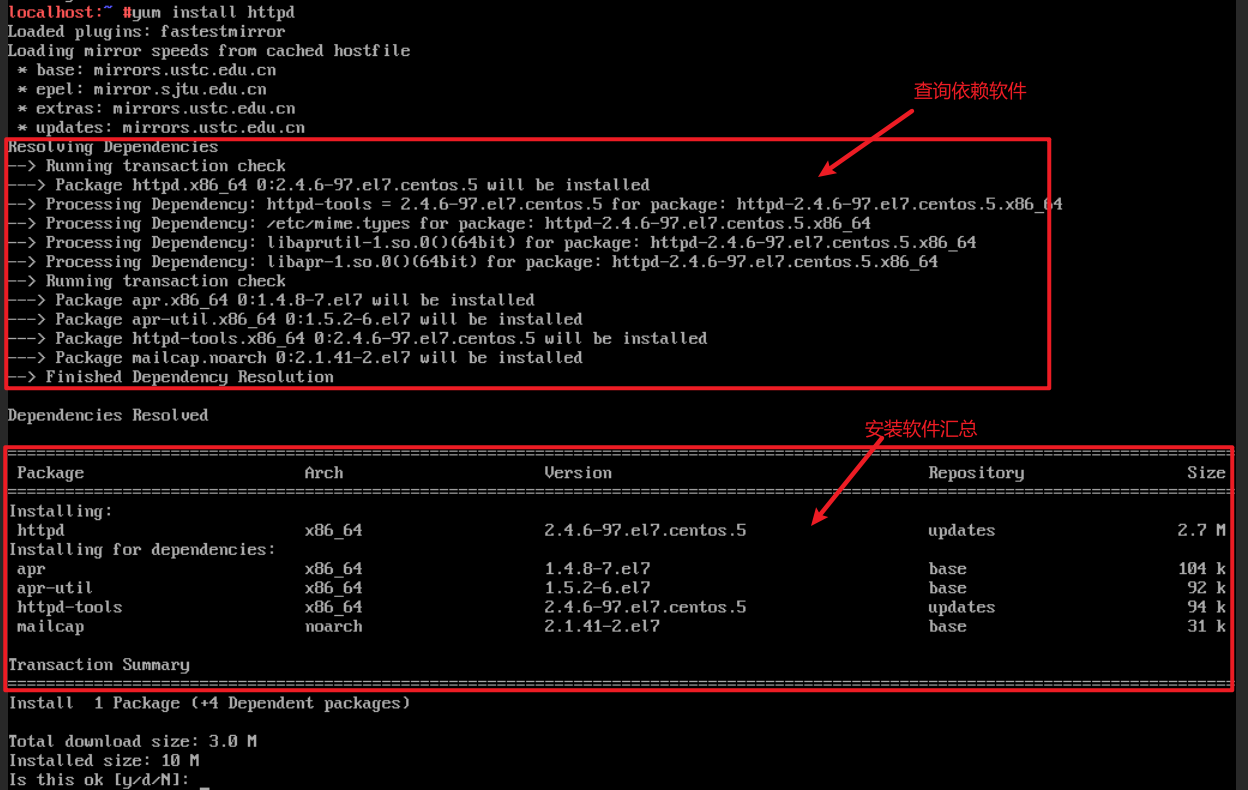 localhost:~ #yum install httpd
Loaded plugins: fastestmirror
Loading mirror speeds from cached hostfile
 * base: mirrors.ustc.edu.cn
 * epel: mirror.sjtu.edu.cn
 * extras: mirrors.ustc.edu.cn
 * updates: mirrors.ustc.edu.cn
查询依赖软件
Resolving Dependencies
--> Running transaction check
---> Package httpd.x86_64 0:2.4.6-97.el7.centos.5 will be installed
--> Processing Dependency: httpd-tools = 2.4.6-97.el7.centos.5 for package: httpd-2.4.6-97.el7.centos.5.x86_64
--> Processing Dependency: /etc/mime.types for package: httpd-2.4.6-97.el7.centos.5.x86_64
--> Processing Dependency: libaprutil-1.so.0()(64bit) for package: httpd-2.4.6-97.el7.centos.5.x86_64
--> Processing Dependency: libapr-1.so.0()(64bit) for package: httpd-2.4.6-97.el7.centos.5.x86_64
--> Running transaction check
---> Package apr.x86_64 0:1.4.8-7.el7 will be installed
---> Package apr-util.x86_64 0:1.5.2-6.el7 will be installed
---> Package httpd-tools.x86_64 0:2.4.6-97.el7.centos.5 will be installed
---> Package mailcap.noarch 0:2.1.41-2.el7 will be installed
--> Finished Dependency Resolution
Dependencies Resolved
安装软件汇总
Package Arch Version Repository Size
Installing:
httpd x86_64 2.4.6-97.el7.centos.5 updates 2.7 M
Installing for dependencies:
apr x86_64 1.4.8-7.el7 base 104 k
apr-util x86_64 1.5.2-6.el7 base 92 k
httpd-tools x86_64 2.4.6-97.el7.centos.5 updates 94 k
mailcap noarch 2.1.41-2.el7 base 31 k
Transaction Summary
Install  1 Package (+4 Dependent packages)
Total download size: 3.0 M
Installed size: 10 M
Is this ok [y/d/N]: _